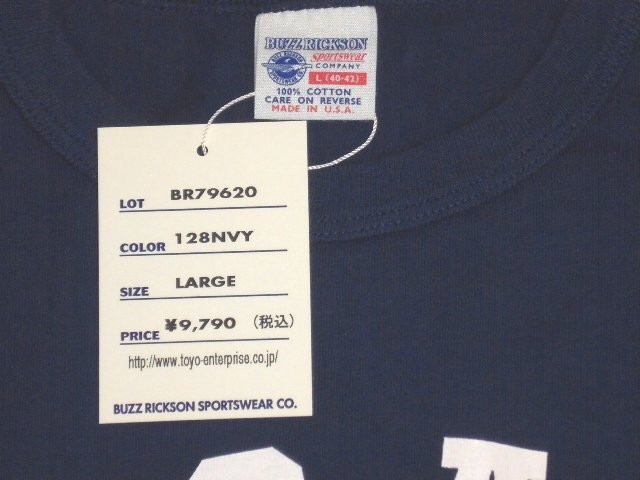 BUZZ RICKSON
Sportswear
COMPANY
L (40-42)
100% COTTON
CARE ON REVERSE
MADE IN U.S.A.
LOT BR79620
COLOR 128NVY
SIZE LARGE
PRICE ¥9,790 (税込)
http://www.toyo-enterprise.co.jp/
BUZZ RICKSON SPORTSWEAR CO.